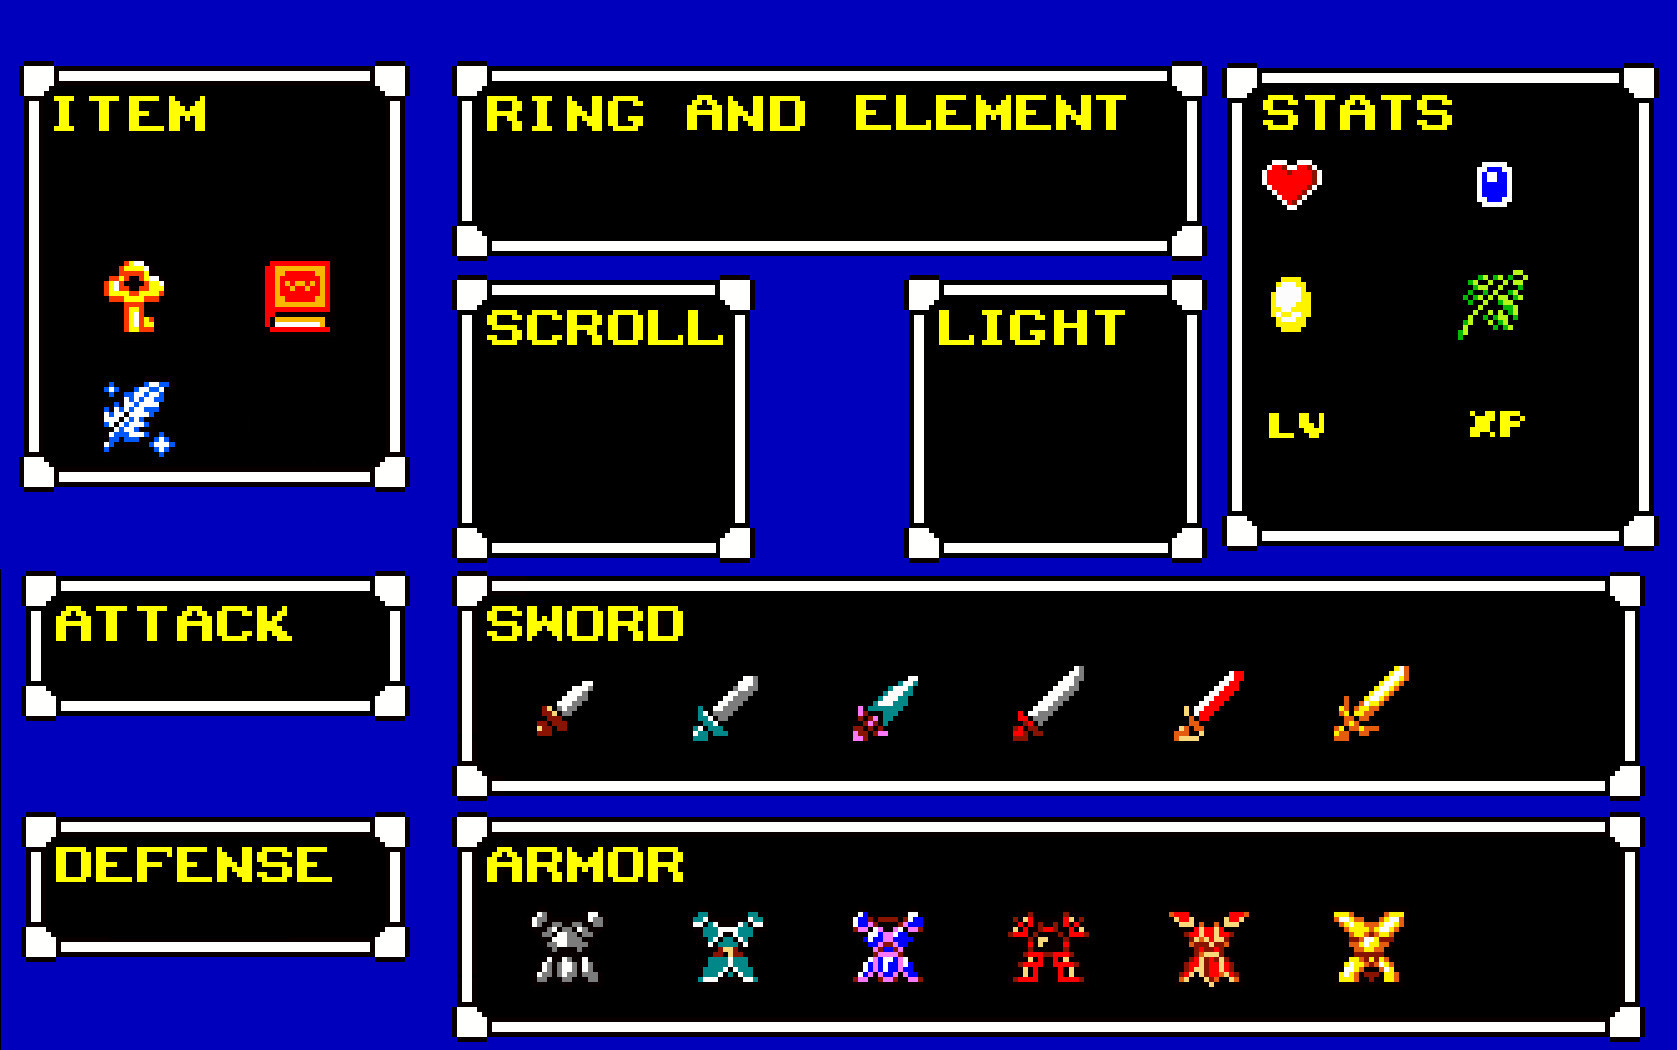 ITEM
RING AND ELEMENT
STATS
SCROLL
LIGHT
LV
XP
ATTACK
SWORD
DEFENSE
ARMOR